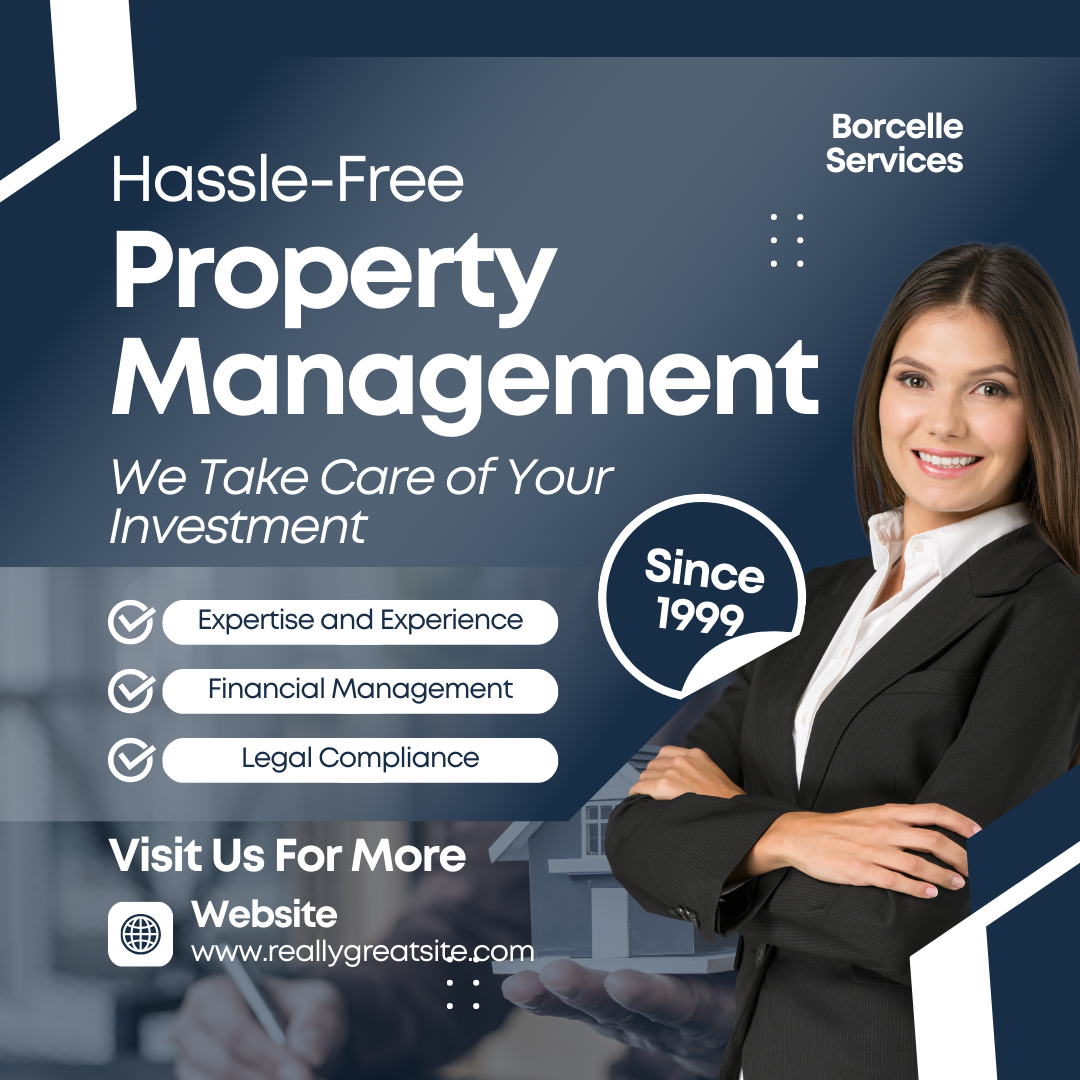 Borcelle
Services
Hassle-Free
Property
Management
We Take Care of Your
Investment
Since
1999
Expertise and Experience
Financial Management
Legal Compliance
Visit Us For More
Website
www.reallygreatsite.com